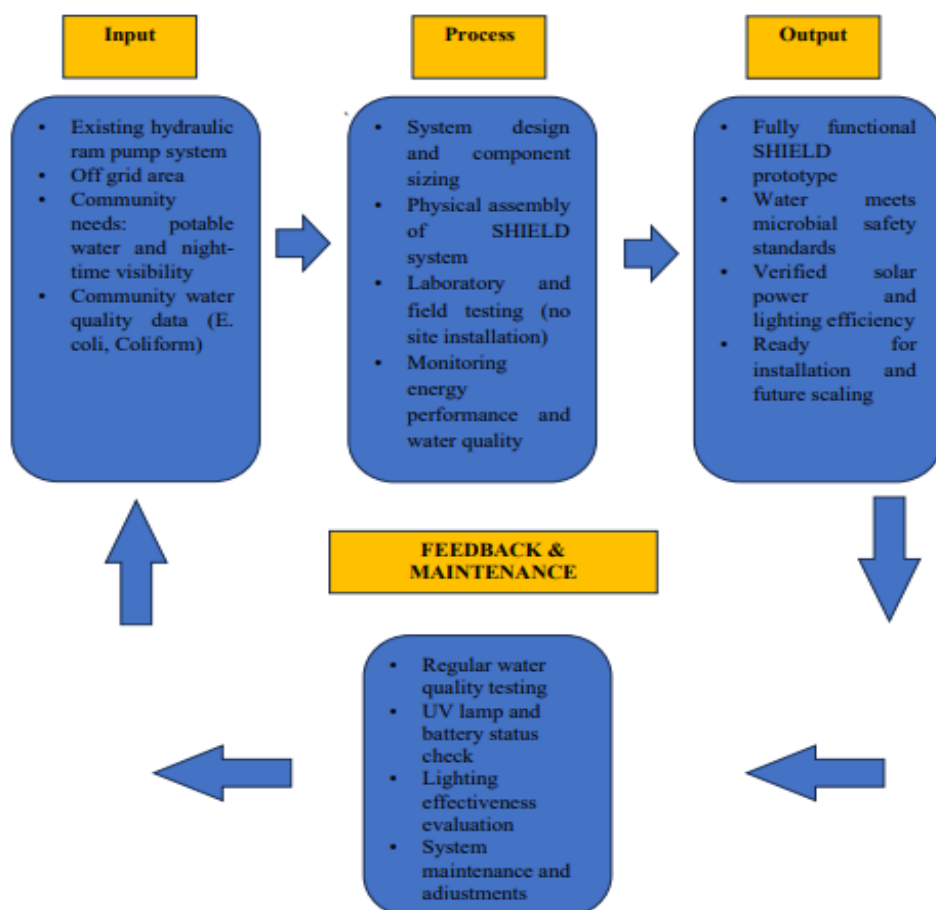 Input
• Existing hydraulic
ram pump system
• Off grid area
• Community
needs: potable
water and night-
time visibility
• Community water
quality data (E.
coli, Coliform)
Process
• System design
and component
sizing
• Physical assembly
of SHIELD
system
• Laboratory and
field testing (no
site installation)
• Monitoring
energy
performance and
water quality
Output
• Fully functional
SHIELD
prototype
• Water meets
microbial safety
standards
• Verified solar
power and
lighting efficiency
• Ready for
installation and
future scaling
FEEDBACK &
MAINTENANCE
• Regular water
quality testing
• UV lamp and
battery status
check
• Lighting
effectiveness
evaluation
• System
maintenance and
adjustments